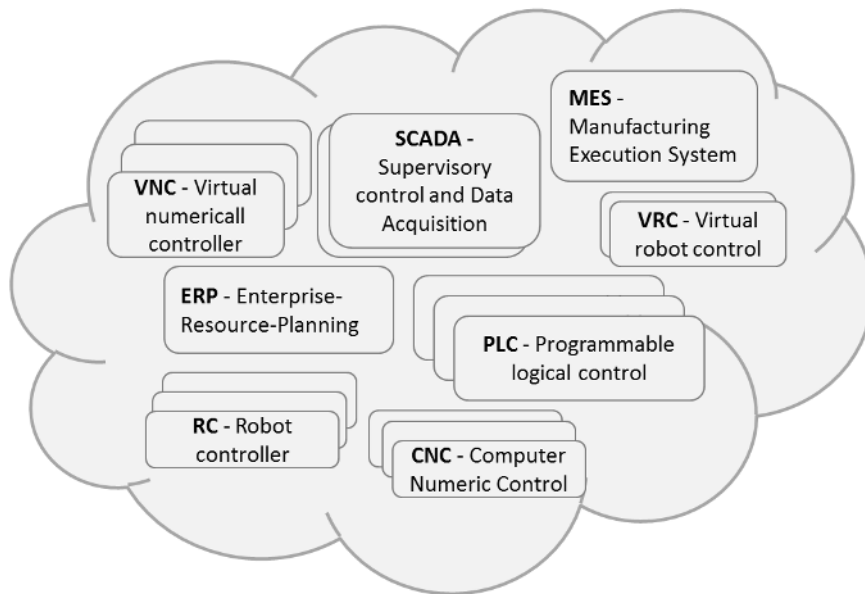 MES -
Manufacturing
Execution System
SCADA -
Supervisory
control and Data
Acquisition
VNC - Virtual
numericall
controller
VRC - Virtual
robot control
ERP - Enterprise-
Resource-Planning
PLC - Programmable
logical control
RC - Robot
controller
CNC - Computer
Numeric Control